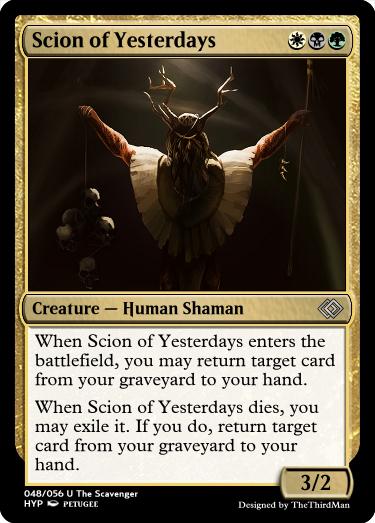 Scion of Yesterdays
Creature — Human Shaman
When Scion of Yesterdays enters the
battlefield, you may return target card
from your graveyard to your hand.
When Scion of Yesterdays dies, you
may exile it. If you do, return target
card from your graveyard to your
hand.
3/2
048/056 U The Scavenger
HYP PETUGEE
Designed by TheThirdMan